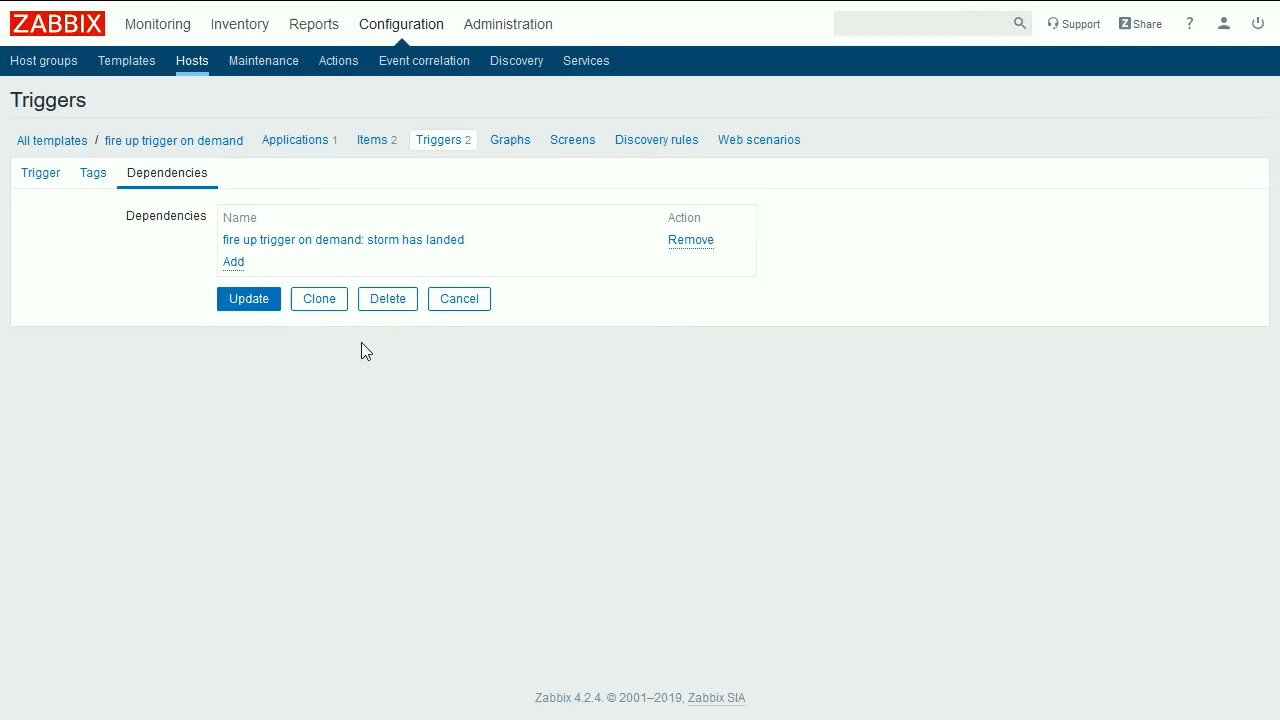 ZABBIX Monitoring Inventory Reports Configuration Administration Support Z Share ?
Host groups Templates Hosts Maintenance Actions Event correlation Discovery Services
Triggers
All templates / fire up trigger on demand Applications 1 Items 2 Triggers 2 Graphs Screens Discovery rules Web scenarios
Trigger Tags Dependencies
Dependencies Name Action
fire up trigger on demand: storm has landed Remove
Add
Update Clone Delete Cancel
Zabbix 4.2.4. © 2001–2019, Zabbix SIA